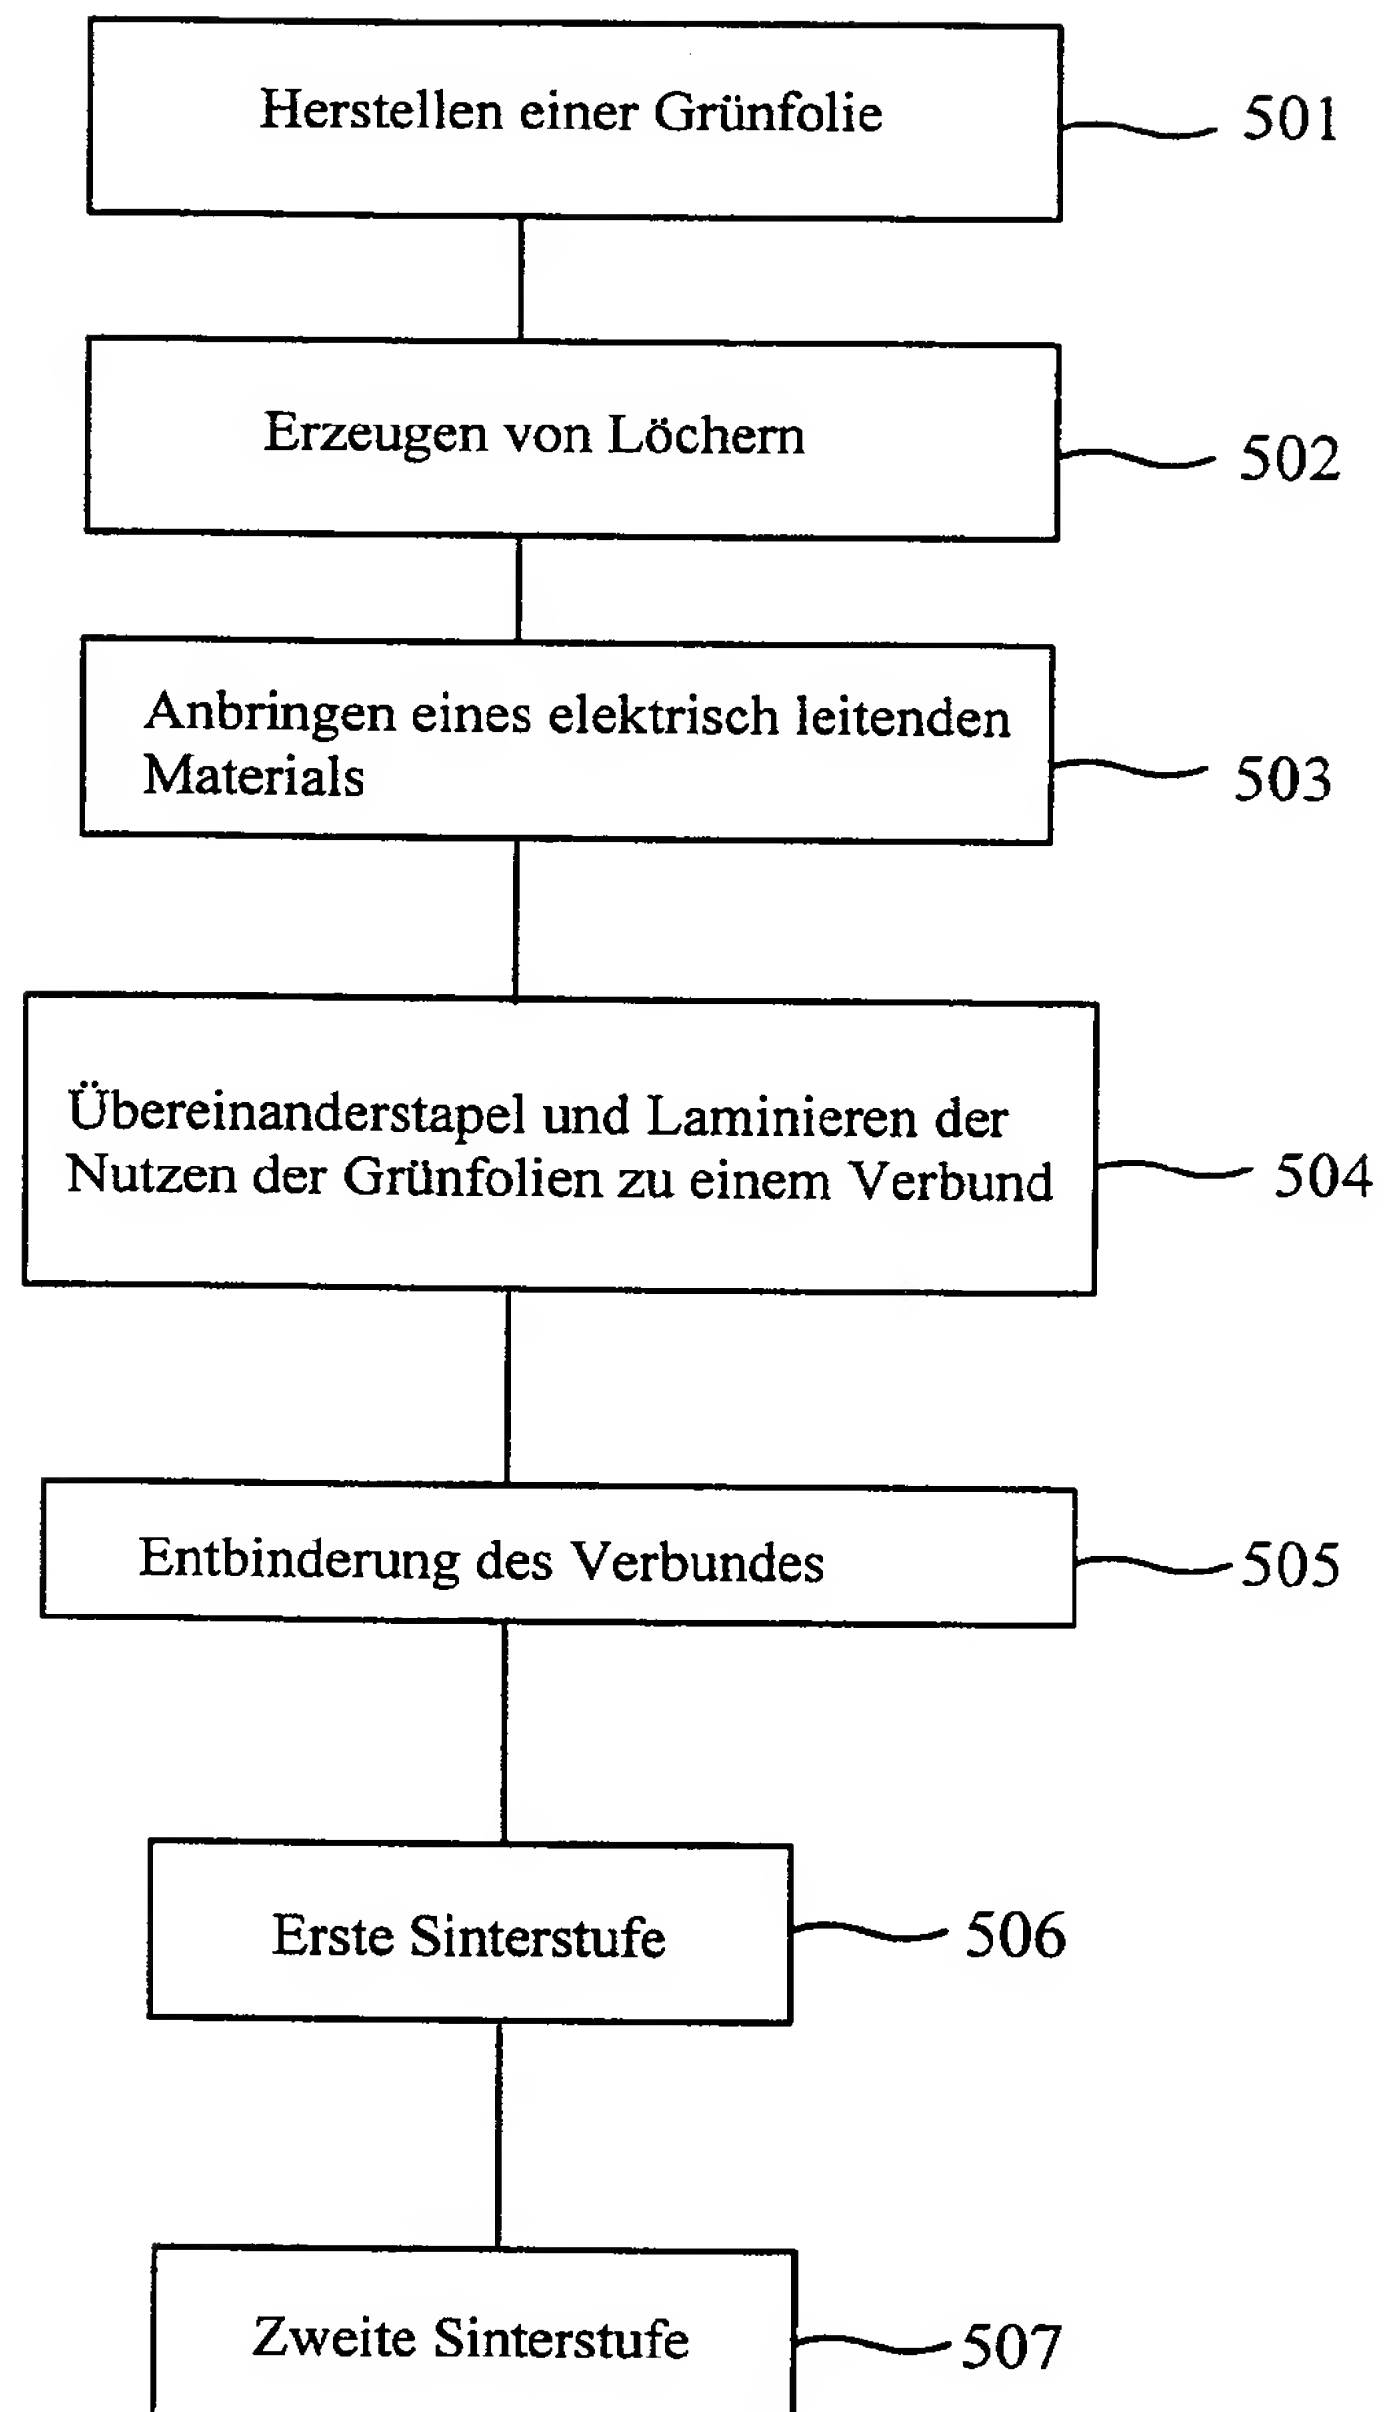 Herstellen einer Grünfolie
501
Erzeugen von Löchern
502
Anbringen eines elektrisch leitenden
Materials
503
Übereinanderstapel und Laminieren der
Nutzen der Grünfolien zu einem Verbund
504
Entbinderung des Verbundes
505
Erste Sinterstufe
506
Zweite Sinterstufe
507